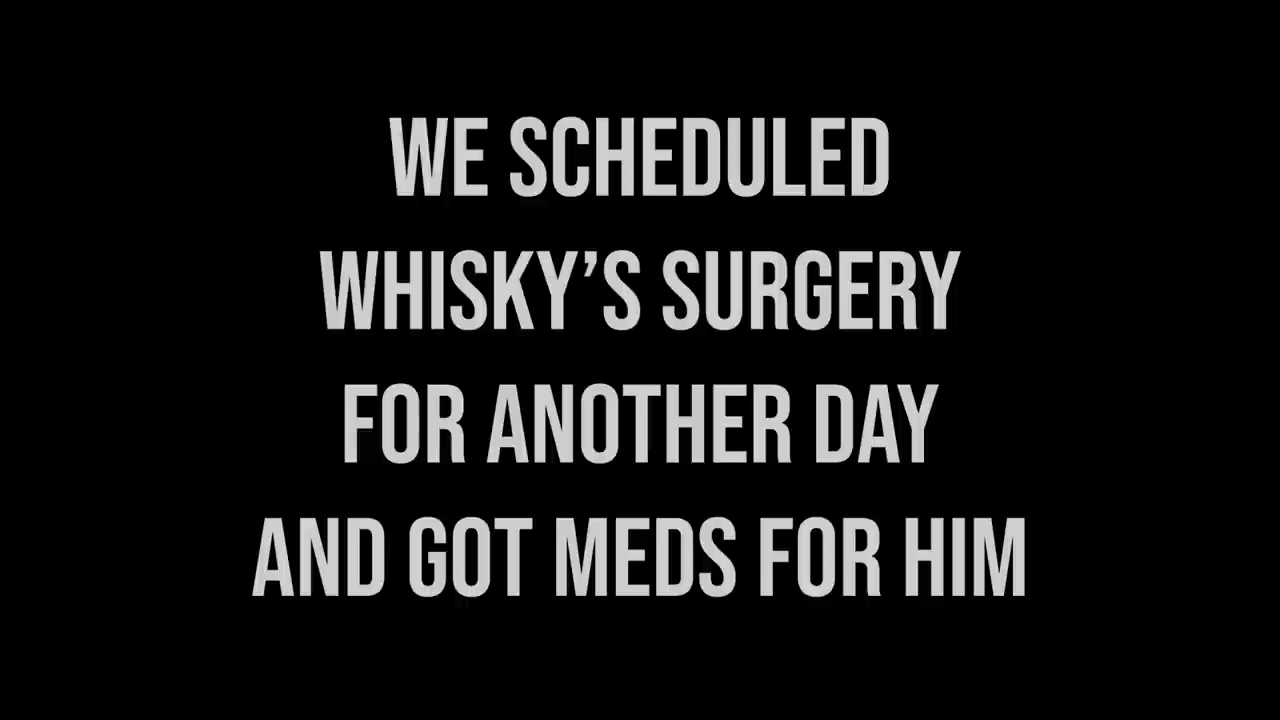 WE SCHEDULED
WHISKY’S SURGERY
FOR ANOTHER DAY
AND GOT MEDS FOR HIM